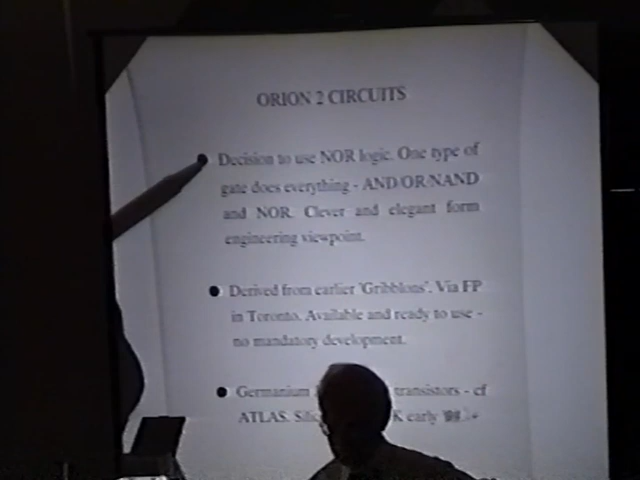 ORION 2 CIRCUITS
Decision to use NOR logic. One type of
gate does everything - AND/OR/NAND
and NOR. Clever and elegant form
engineering viewpoint.
Derived from earlier 'Gribblons'. Via FP
in Toronto. Available and ready to use -
no mandatory development.
Germanium transistors - cf
ATLAS. early